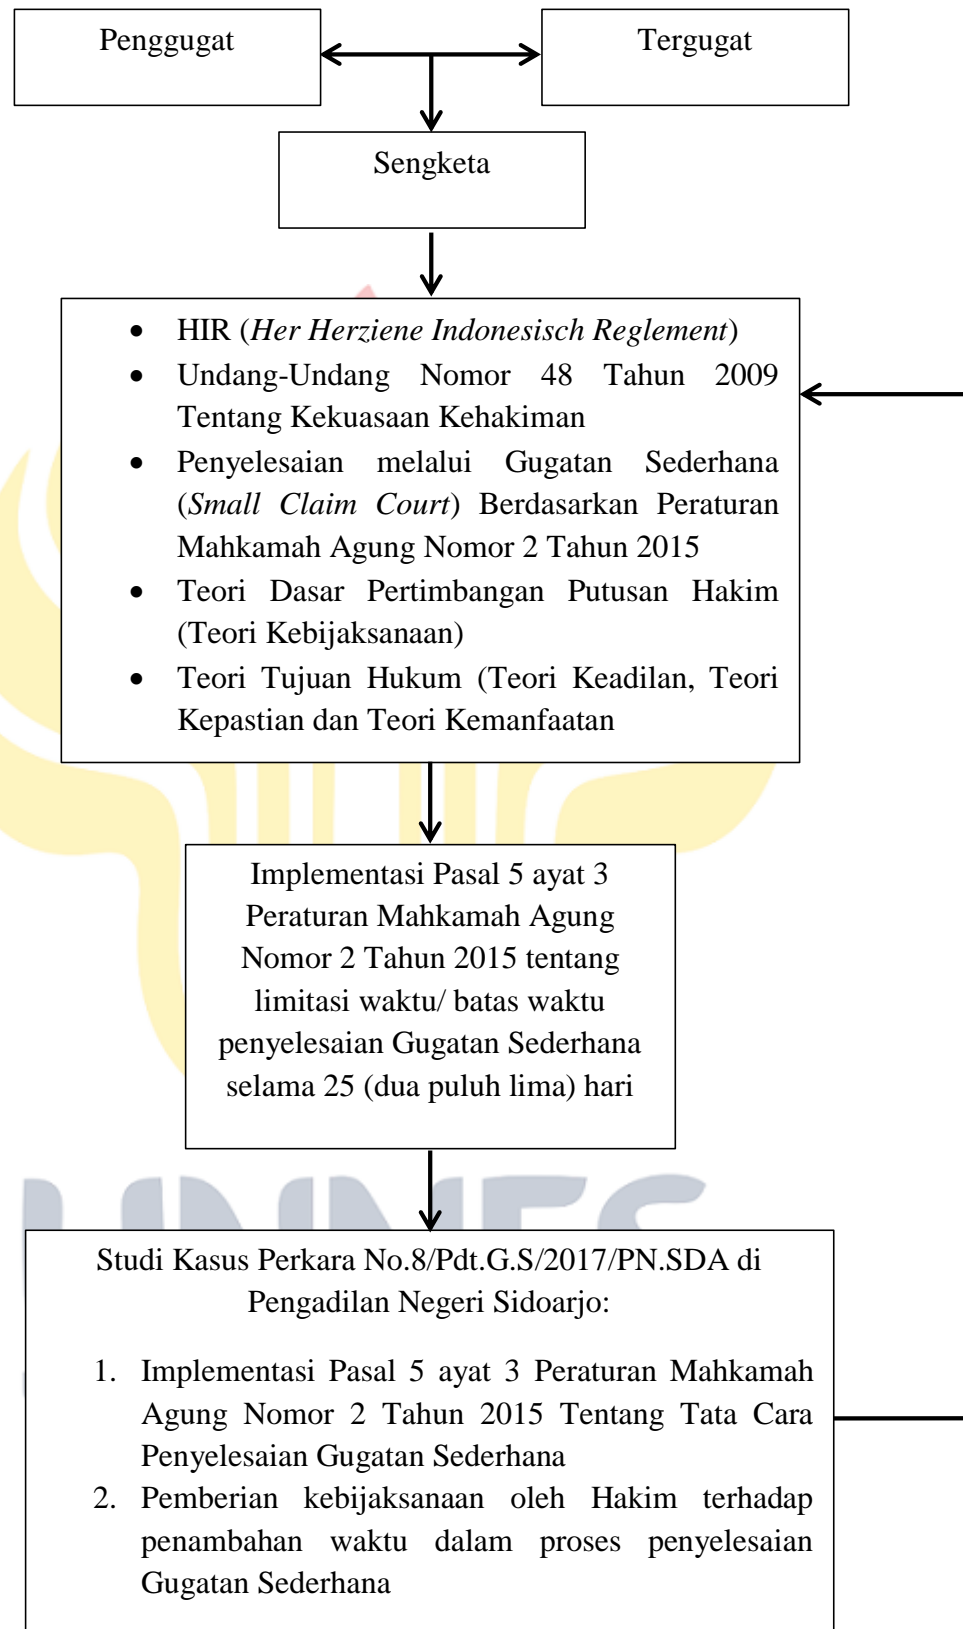 Penggugat
Tergugat
Sengketa
• HIR (Her Herziene Indonesisch Reglement)
• Undang-Undang Nomor 48 Tahun 2009
Tentang Kekuasaan Kehakiman
• Penyelesaian melalui Gugatan Sederhana
(Small Claim Court) Berdasarkan Peraturan
Mahkamah Agung Nomor 2 Tahun 2015
• Teori Dasar Pertimbangan Putusan Hakim
(Teori Kebijaksanaan)
• Teori Tujuan Hukum (Teori Keadilan, Teori
Kepastian dan Teori Kemanfaatan
Implementasi Pasal 5 ayat 3
Peraturan Mahkamah Agung
Nomor 2 Tahun 2015 tentang
limitasi waktu/ batas waktu
penyelesaian Gugatan Sederhana
selama 25 (dua puluh lima) hari
UNNES
Studi Kasus Perkara No.8/Pdt.G.S/2017/PN.SDA di
Pengadilan Negeri Sidoarjo:
1. Implementasi Pasal 5 ayat 3 Peraturan Mahkamah
Agung Nomor 2 Tahun 2015 Tentang Tata Cara
Penyelesaian Gugatan Sederhana
2. Pemberian kebijaksanaan oleh Hakim terhadap
penambahan waktu dalam proses penyelesaian
Gugatan Sederhana